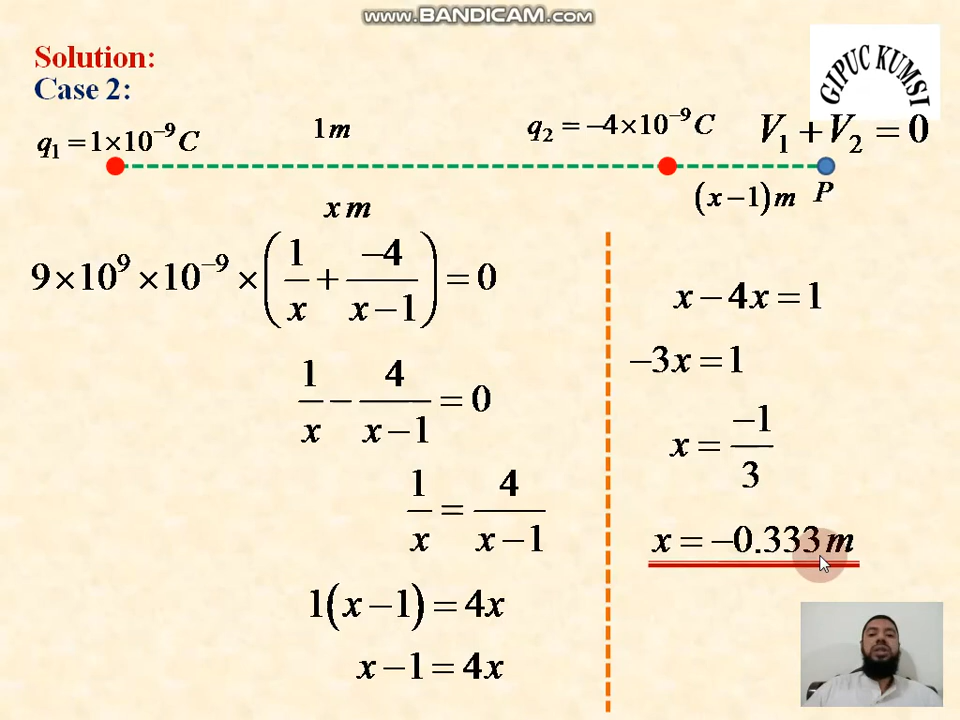 www.BANDICAM.com
Solution:
Case 2:
GIPUC KUMSI
q₁ = 1×10⁻⁹ C
1 m
q₂ = −4×10⁻⁹ C
V₁ + V₂ = 0
x m
(x − 1) m
P
9×10⁹ ×10⁻⁹ × (1/x + −4/(x − 1)) = 0
1/x − 4/(x − 1) = 0
1/x = 4/(x − 1)
1(x − 1) = 4x
x − 1 = 4x
x − 4x = 1
−3x = 1
x = −1/3
x = −0.333 m